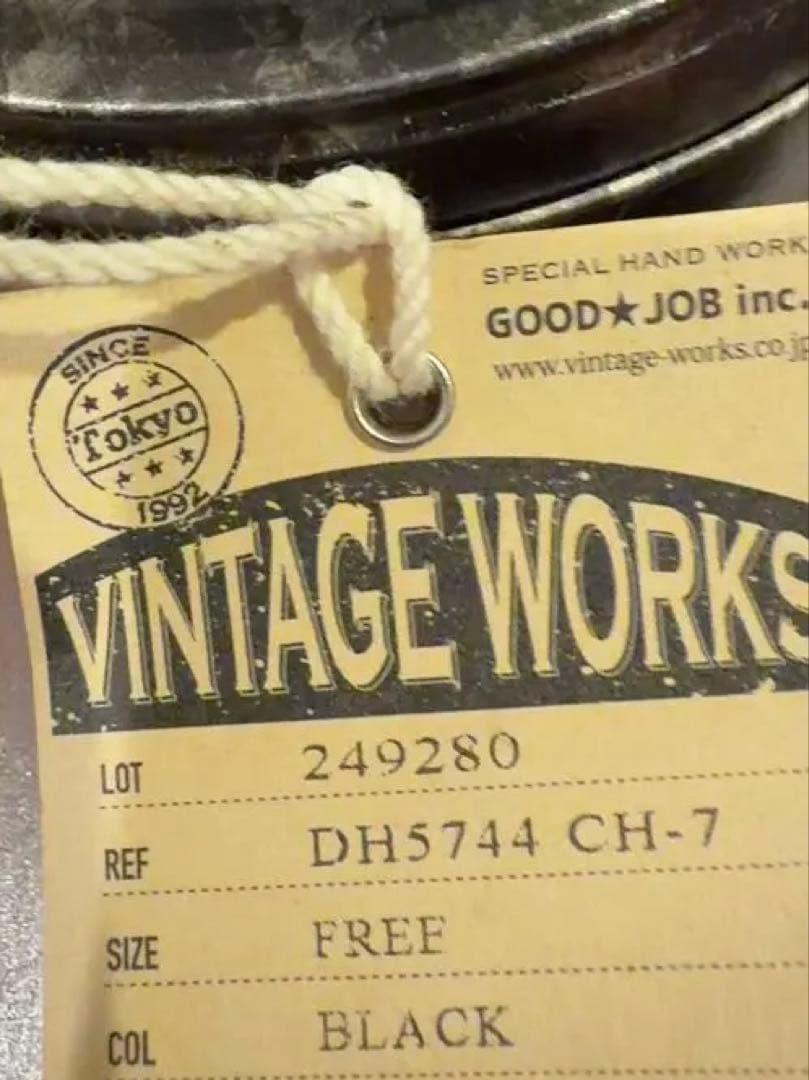 SPECIAL HAND WORK
GOOD★JOB inc.
www.vintage-works.co.jp
SINCE
Tokyo
1992
VINTAGE WORKS
LOT 249280
REF DH5744 CH-7
SIZE FREE
COL BLACK